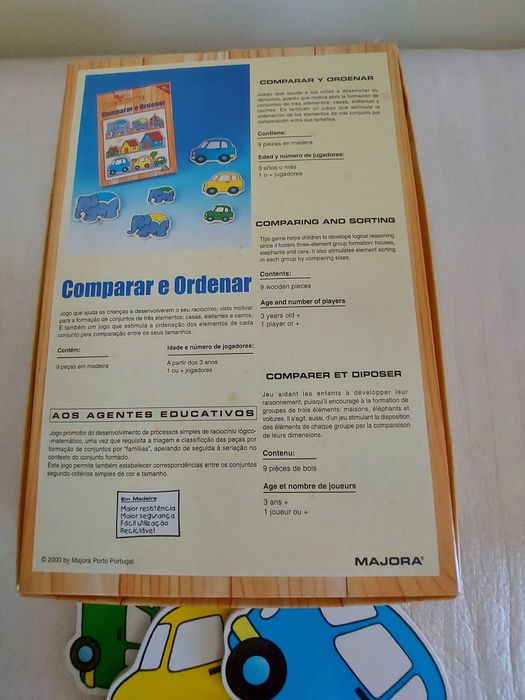 Comparar e Ordenar
Comparar e Ordenar
Jogo que ajuda as crianças a desenvolverem o seu raciocínio, visto motivar
para a formação de conjuntos de três elementos: casas, elefantes e carros.
É também um jogo que estimula a ordenação dos elementos de cada
conjunto pela comparação entre os seus tamanhos.
Contém:
9 peças em madeira
Idade e número de jogadores:
A partir dos 3 anos
1 ou + jogadores
AOS AGENTES EDUCATIVOS
Jogo promotor do desenvolvimento de processos simples de raciocínio lógico-
-matemático, uma vez que requisita a triagem e classificação das peças por
formação de conjuntos por "famílias", apelando de seguida à seriação no
contexto do conjunto formado.
Este jogo permite também estabelecer correspondências entre os conjuntos
segundo critérios simples de cor e tamanho.
Em Madeira
Maior resistência
Maior segurança
Fácil utilização
Reciclável
© 2000 by Majora Porto Portugal
COMPARAR Y ORDENAR
Juego que ayuda a los niños a desarrollar su
raciocinio, puesto que motiva para la formación de
conjuntos de tres elementos: casas, elefantes y
coches. Es también un juego que estimula la
ordenación de los elementos de cda conjunto por
comparación entre sus tamaños.
Contiene:
9 piezas en madera
Edad y número de jugadores:
3 años o más
1 o + jugadores
COMPARING AND SORTING
This game helps children to develope logical reasoning
since it fosters three-element group formation: houses,
elephants and cars. It also stimulates element sorting
in each group by comparing sizes.
Contents:
9 wooden pieces
Age and number of players
3 years old +
1 player or +
COMPARER ET DIPOSER
Jeu aidant les enfants à développer leur
raisonnement, puisqu'il encourage à la formation de
groupes de trois éléments: maisons, éléphants et
voitures. Il s'agit, aussi, d'un jeu stimulant la disposition
des éléments de chaque groupe par la comparaison
de leurs dimensions.
Contenu:
9 pièces de bois
Age et nombre de joueurs
3 ans +
1 joueur ou +
MAJORA®